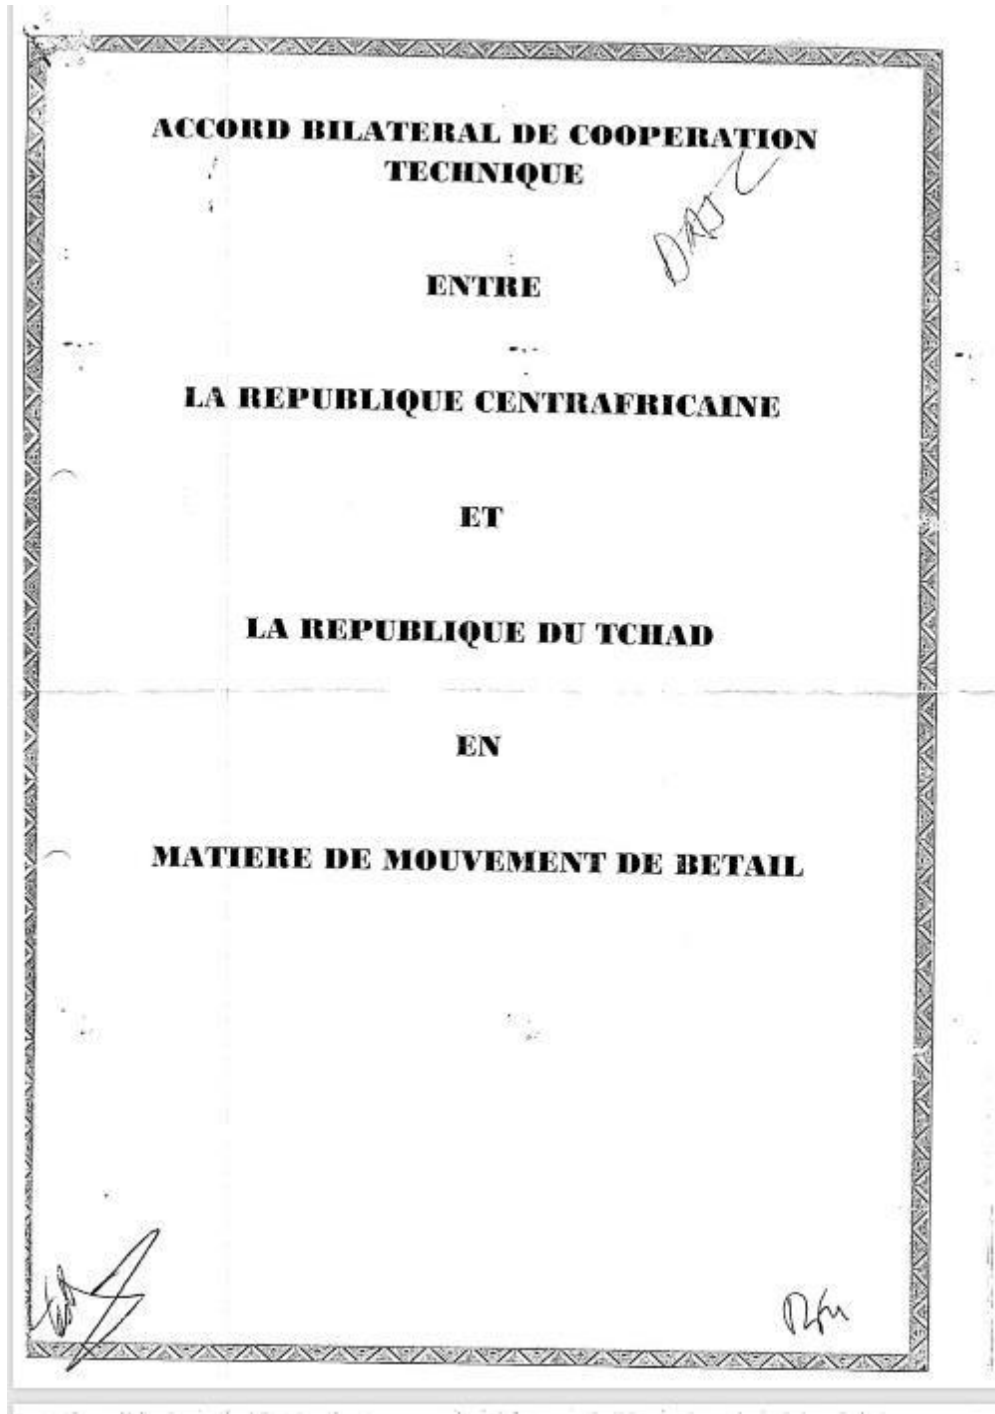 ACCORD BILATERAL DE COOPERATION
TECHNIQUE
ENTRE
LA REPUBLIQUE CENTRAFRICAINE
ET
LA REPUBLIQUE DU TCHAD
EN
MATIERE DE MOUVEMENT DE BETAIL